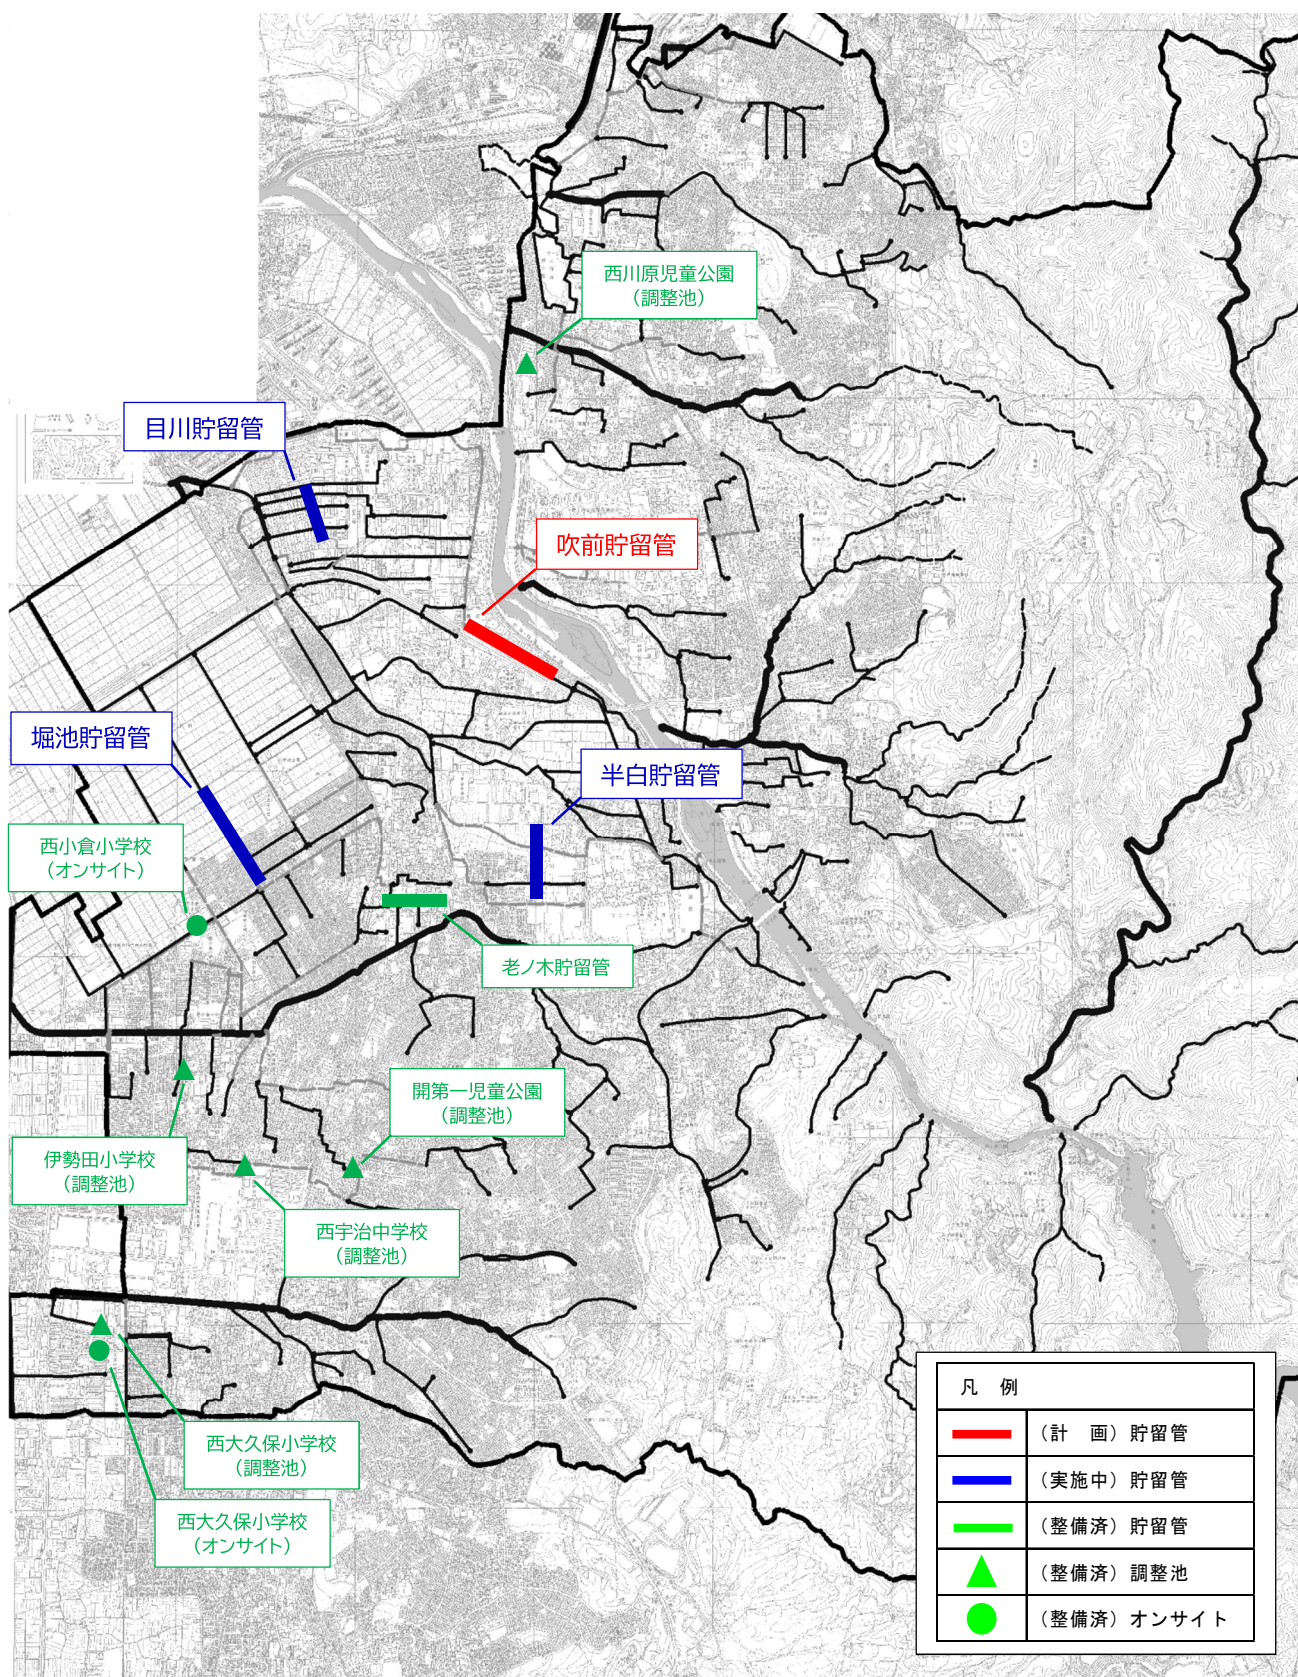 西川原児童公園
（調整池）
目川貯留管
吹前貯留管
堀池貯留管
半白貯留管
西小倉小学校
（オンサイト）
老ノ木貯留管
開第一児童公園
（調整池）
伊勢田小学校
（調整池）
西宇治中学校
（調整池）
西大久保小学校
（調整池）
西大久保小学校
（オンサイト）
凡 例
（計 画）貯留管
（実施中）貯留管
（整備済）貯留管
（整備済）調整池
（整備済）オンサイト